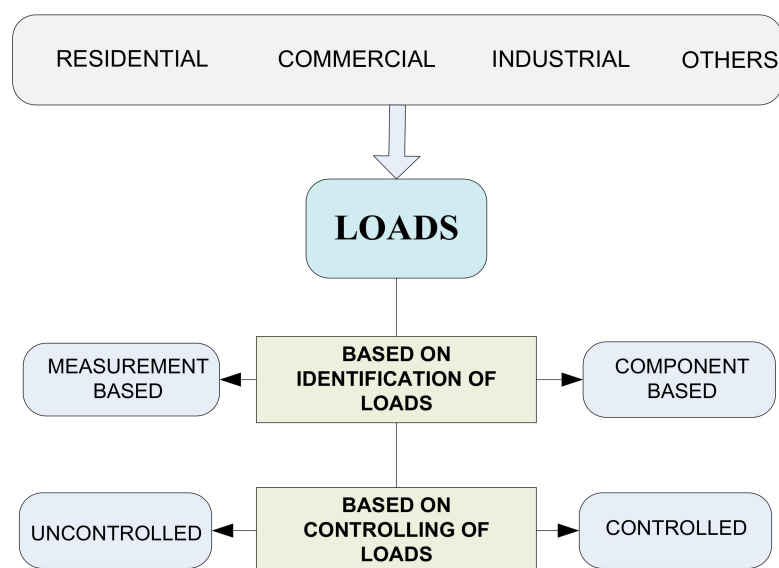 RESIDENTIAL COMMERCIAL INDUSTRIAL OTHERS
LOADS
MEASUREMENT
BASED
BASED ON
IDENTIFICATION OF
LOADS
COMPONENT
BASED
UNCONTROLLED
BASED ON
CONTROLLING OF
LOADS
CONTROLLED